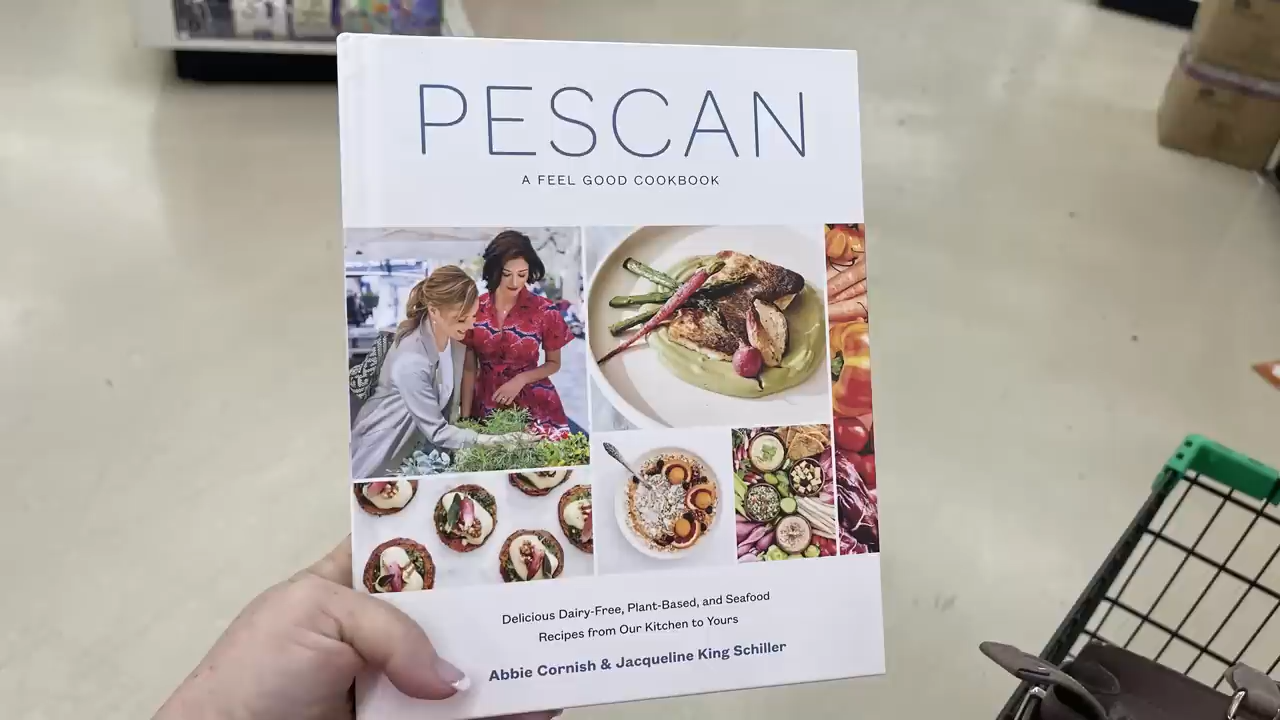 PESCAN
A FEEL GOOD COOKBOOK
Delicious Dairy-Free, Plant-Based, and Seafood
Recipes from Our Kitchen to Yours
Abbie Cornish & Jacqueline King Schiller